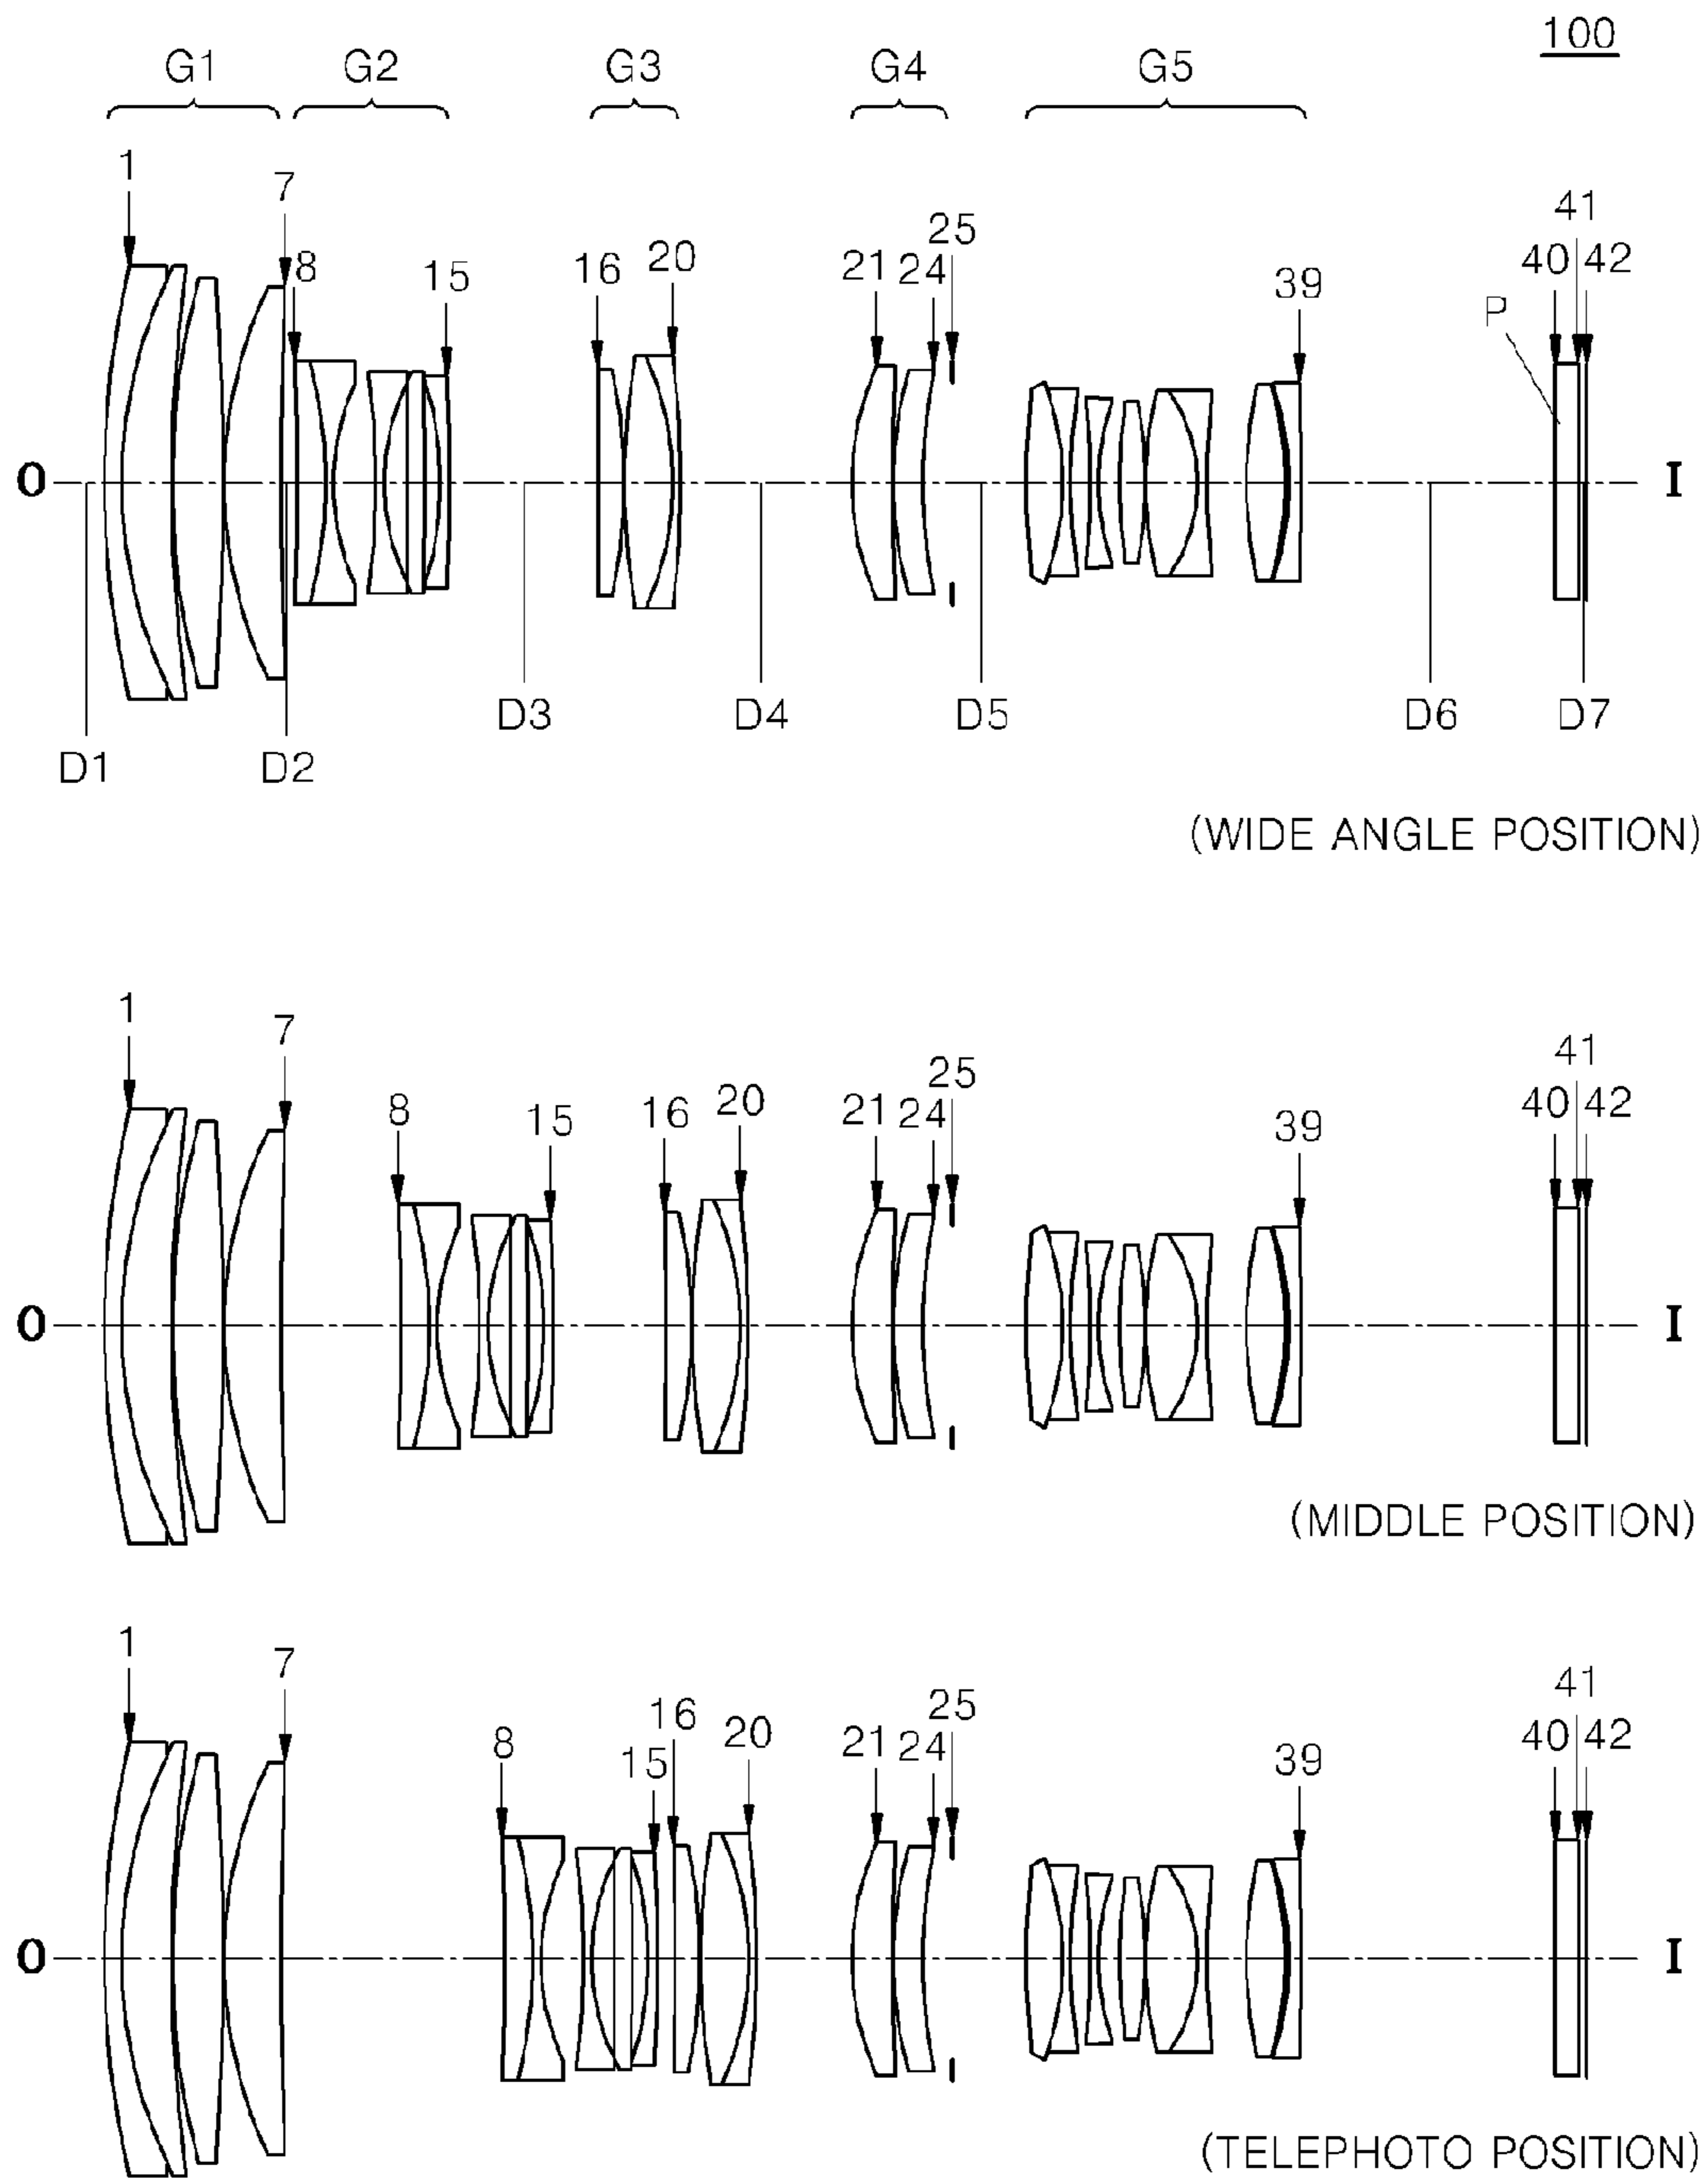 100
G1 G2 G3 G4 G5
1
7
8 15 16 20 21 24 25 39 40 41 42
P
O I
D1 D2 D3 D4 D5 D6 D7
(WIDE ANGLE POSITION)
1
7
8 15 16 20 21 24 25 39 40 41 42
O I
(MIDDLE POSITION)
1
7
8 15 16 20 21 24 25 39 40 41 42
O I
(TELEPHOTO POSITION)